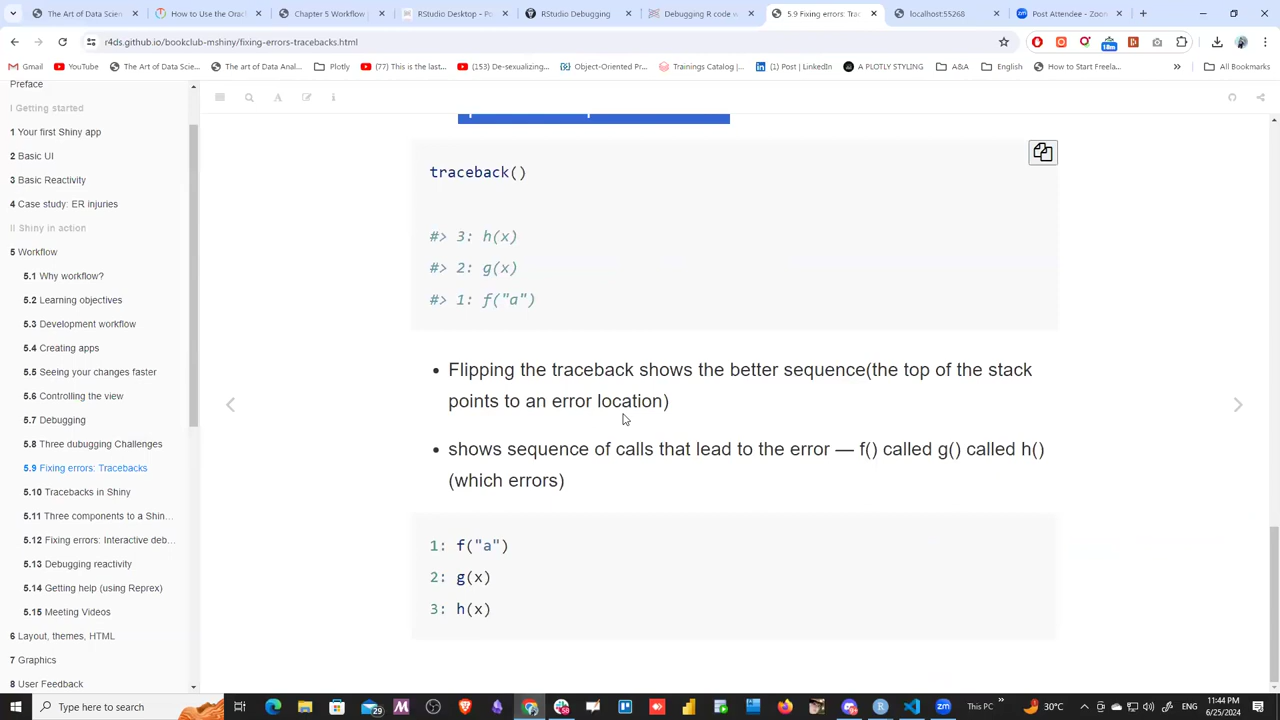 The Art of Data Sci
How to Use the Orac
Chapter 5 Workflow
RStudio Desktop - Po
RStudio Debugging
Debugging R code w
5.9 Fixing errors: Trac
localhost:55268
Post Attendee - Zoon
r4ds.github.io/bookclub-mshiny/fixing-errors-tracebacks.html
Gmail
YouTube
The Art of Data Scie...
The art of Data Anal...
Plotly
(77) This is the last...
(153) De-sexualizing...
Object-Oriented Pr...
Trainings Catalog |...
(1) Post | LinkedIn
A PLOTLY STYLING
A&A
English
How to Start Freela...
All Bookmarks
Preface
I Getting started
1 Your first Shiny app
2 Basic UI
3 Basic Reactivity
4 Case study: ER injuries
II Shiny in action
5 Workflow
5.1 Why workflow?
5.2 Learning objectives
5.3 Development workflow
5.4 Creating apps
5.5 Seeing your changes faster
5.6 Controlling the view
5.7 Debugging
5.8 Three dubugging Challenges
5.9 Fixing errors: Tracebacks
5.10 Tracebacks in Shiny
5.11 Three components to a Shin...
5.12 Fixing errors: Interactive deb...
5.13 Debugging reactivity
5.14 Getting help (using Reprex)
5.15 Meeting Videos
6 Layout, themes, HTML
7 Graphics
8 User Feedback
traceback()
#> 3: h(x)
#> 2: g(x)
#> 1: f("a")
• Flipping the traceback shows the better sequence(the top of the stack
points to an error location)
• shows sequence of calls that lead to the error — f() called g() called h()
(which errors)
1: f("a")
2: g(x)
3: h(x)
Type here to search
This PC
30°C
11:44 PM
6/25/2024